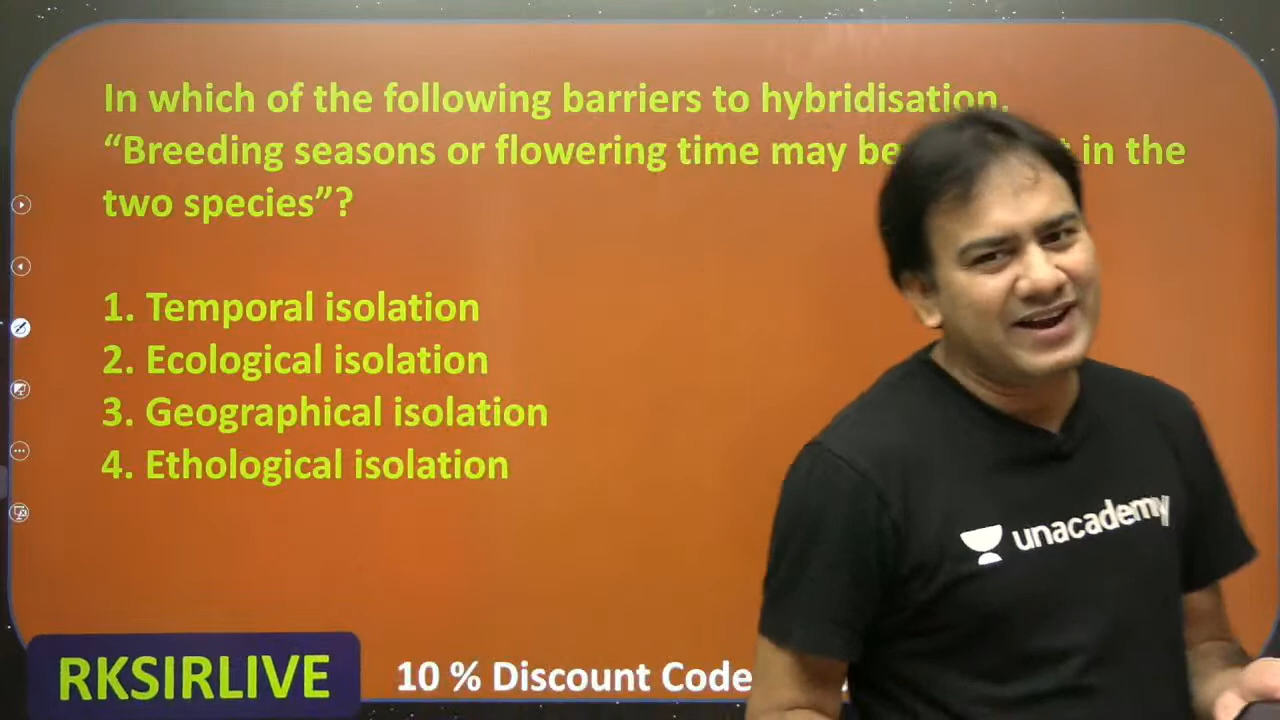 In which of the following barriers to hybridisation.
“Breeding seasons or flowering time may be in the
two species”?
1. Temporal isolation
2. Ecological isolation
3. Geographical isolation
4. Ethological isolation
unacademy
RKSIRLIVE
10 % Discount Code